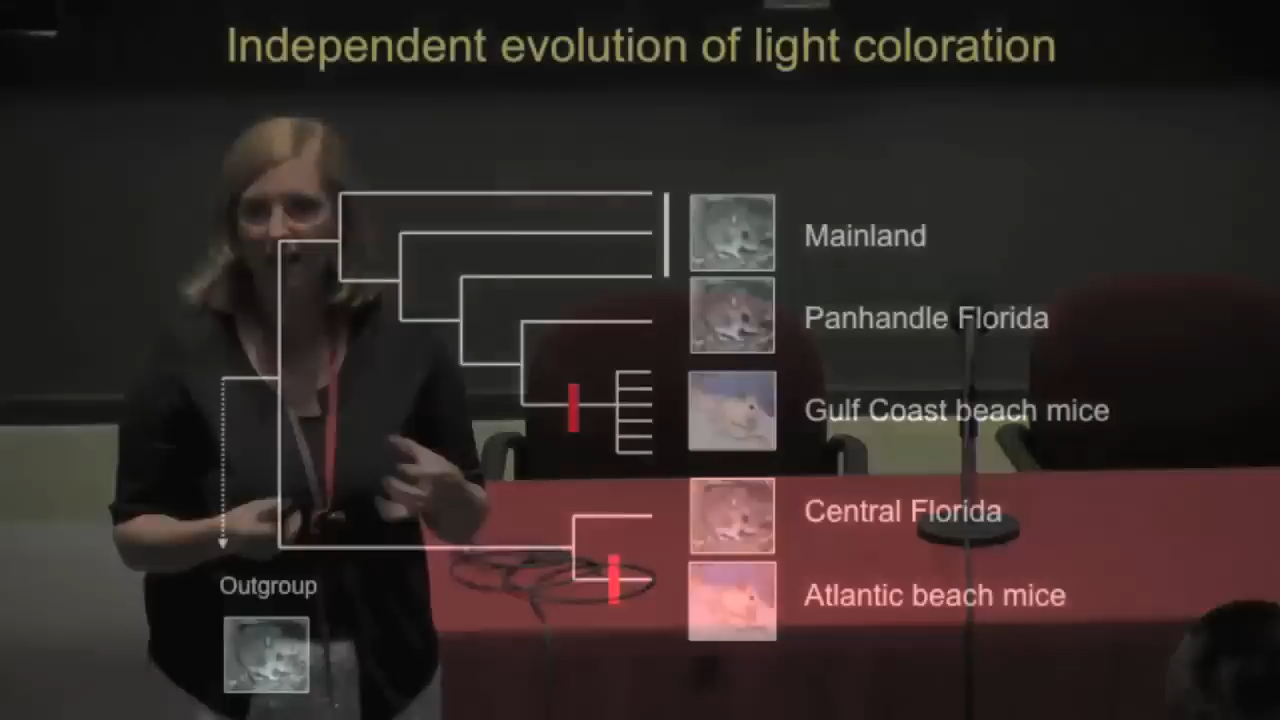 Independent evolution of light coloration
Mainland
Panhandle Florida
Gulf Coast beach mice
Central Florida
Atlantic beach mice
Outgroup